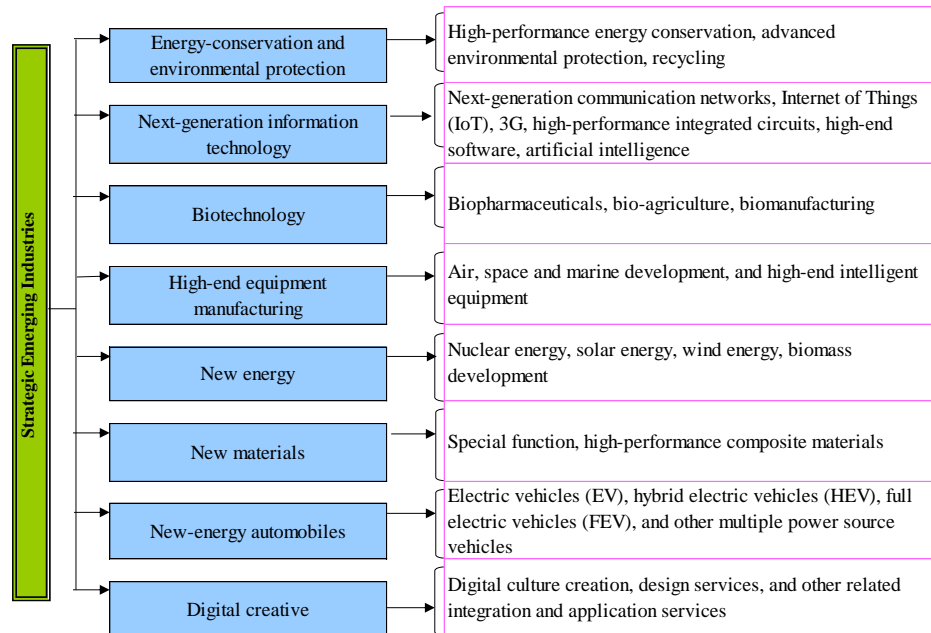 Strategic Emerging Industries
Energy-conservation and
environmental protection
High-performance energy conservation, advanced
environmental protection, recycling
Next-generation information
technology
Next-generation communication networks, Internet of Things
(IoT), 3G, high-performance integrated circuits, high-end
software, artificial intelligence
Biotechnology
Biopharmaceuticals, bio-agriculture, biomanufacturing
High-end equipment
manufacturing
Air, space and marine development, and high-end intelligent
equipment
New energy
Nuclear energy, solar energy, wind energy, biomass
development
New materials
Special function, high-performance composite materials
New-energy automobiles
Electric vehicles (EV), hybrid electric vehicles (HEV), full
electric vehicles (FEV), and other multiple power source
vehicles
Digital creative
Digital culture creation, design services, and other related
integration and application services